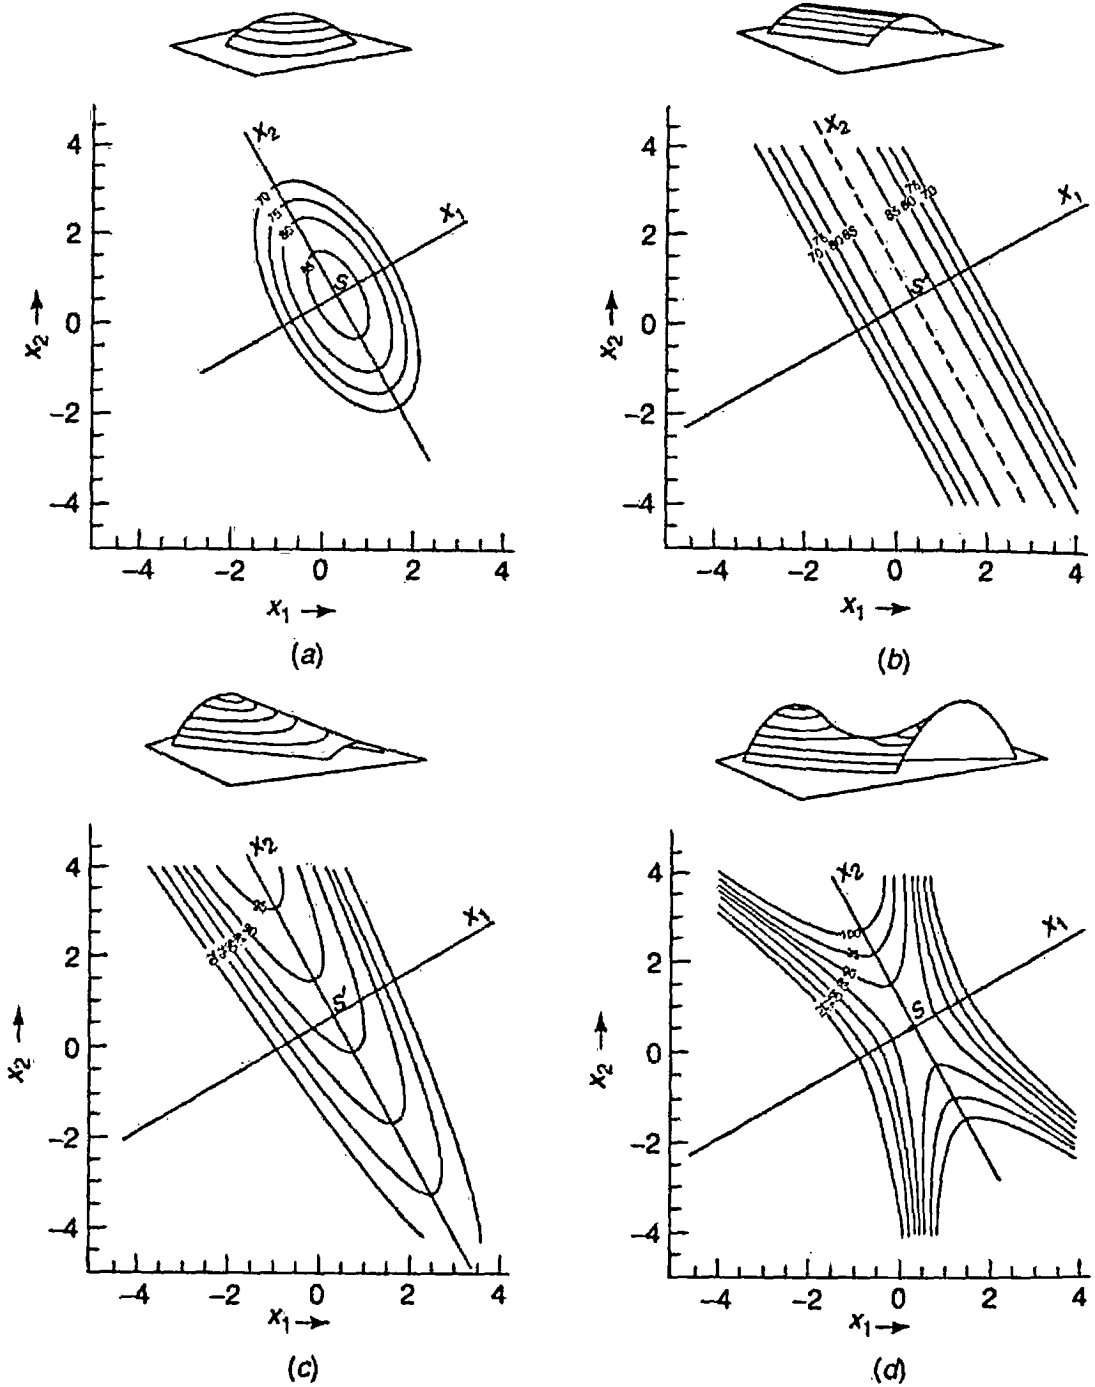 X₂
X₁
70
75
80
85
S
4
2
0
−2
−4
x₂ →
−4 −2 0 2 4
x₁ →
(a)
X₂
X₁
75
85 80 70
75
70 80 85
S'
4
2
0
−2
−4
x₂ →
−4 −2 0 2 4
x₁ →
(b)
X₂
X₁
S'
4
2
0
−2
−4
x₂ →
−4 −2 0 2 4
x₁ →
(c)
X₂
X₁
100
S
4
2
0
−2
−4
x₂ →
−4 −2 0 2 4
x₁ →
(d)